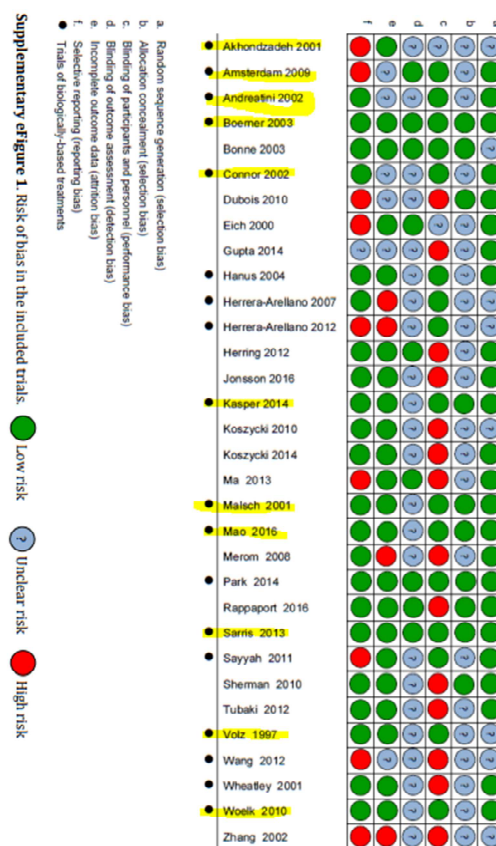 f e d c b a
Akhondzadeh 2001
Amsterdam 2009
Andreatini 2002
Boerner 2003
Bonne 2003
Connor 2002
Dubois 2010
Eich 2000
Gupta 2014
Hanus 2004
Herrera-Arellano 2007
Herrera-Arellano 2012
Herring 2012
Jonsson 2016
Kasper 2014
Koszycki 2010
Koszycki 2014
Ma 2013
Malsch 2001
Mao 2016
Merom 2008
Park 2014
Rappaport 2016
Sarris 2013
Sayyah 2011
Sherman 2010
Tubaki 2012
Volz 1997
Wang 2012
Wheatley 2001
Woelk 2010
Zhang 2002
a. Random sequence generation (selection bias)
b. Allocation concealment (selection bias)
c. Blinding of participants and personnel (performance bias)
d. Blinding of outcome assessment (detection bias)
e. Incomplete outcome data (attrition bias)
f. Selective reporting (reporting bias)
● Trials of biologically-based treatments
Supplementary eFigure 1. Risk of bias in the included trials. Low risk ? Unclear risk High risk